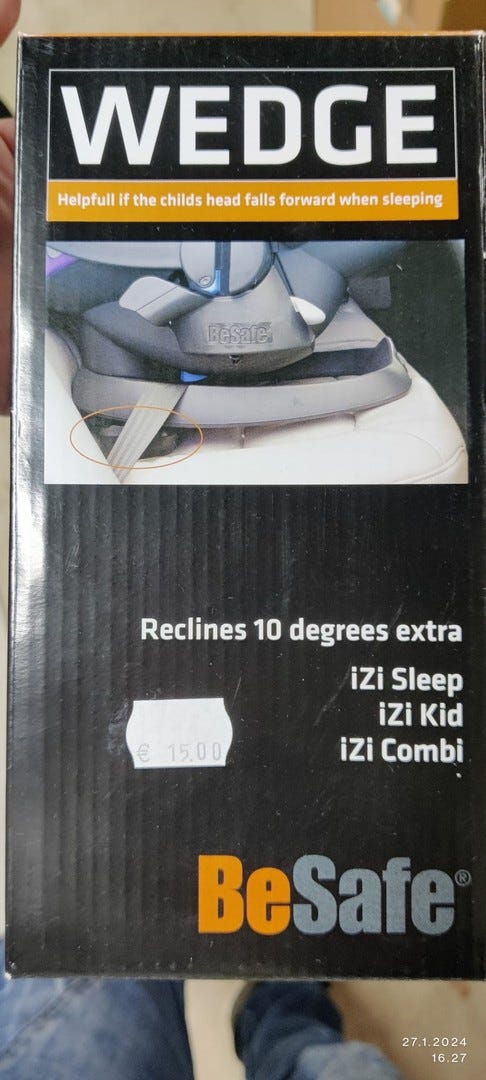 WEDGE
Helpfull if the childs head falls forward when sleeping
BeSafe
Reclines 10 degrees extra
iZi Sleep
iZi Kid
iZi Combi
€ 15.00
BeSafe®
27.1.2024
16.27